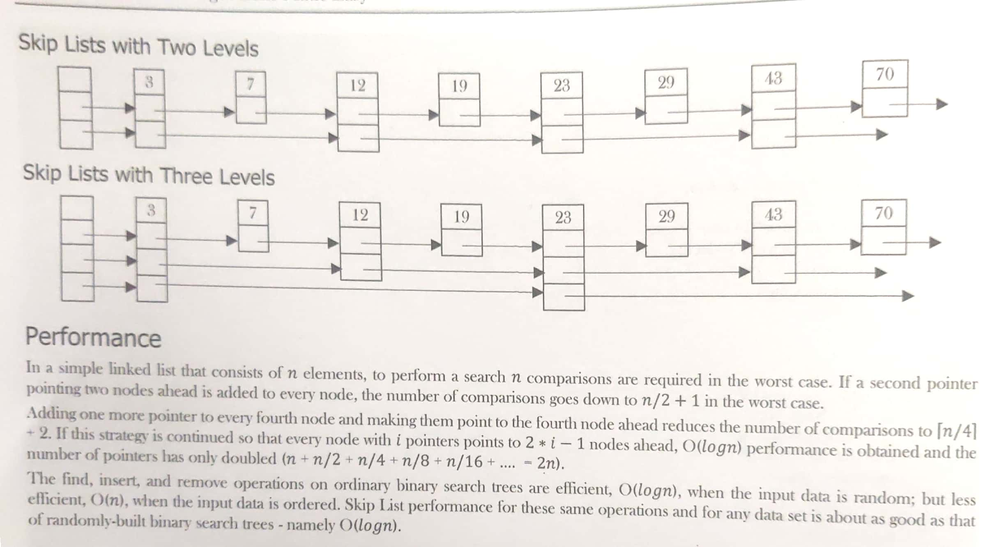 Skip Lists with Two Levels
3 7 12 19 23 29 43 70
Skip Lists with Three Levels
3 7 12 19 23 29 43 70
Performance
In a simple linked list that consists of n elements, to perform a search n comparisons are required in the worst case. If a second pointer
pointing two nodes ahead is added to every node, the number of comparisons goes down to n/2 + 1 in the worst case.
Adding one more pointer to every fourth node and making them point to the fourth node ahead reduces the number of comparisons to ⌈n/4⌉
+ 2. If this strategy is continued so that every node with i pointers points to 2 * i − 1 nodes ahead, O(logn) performance is obtained and the
number of pointers has only doubled (n + n/2 + n/4 + n/8 + n/16 + .... = 2n).
The find, insert, and remove operations on ordinary binary search trees are efficient, O(logn), when the input data is random; but less
efficient, O(n), when the input data is ordered. Skip List performance for these same operations and for any data set is about as good as that
of randomly-built binary search trees - namely O(logn).